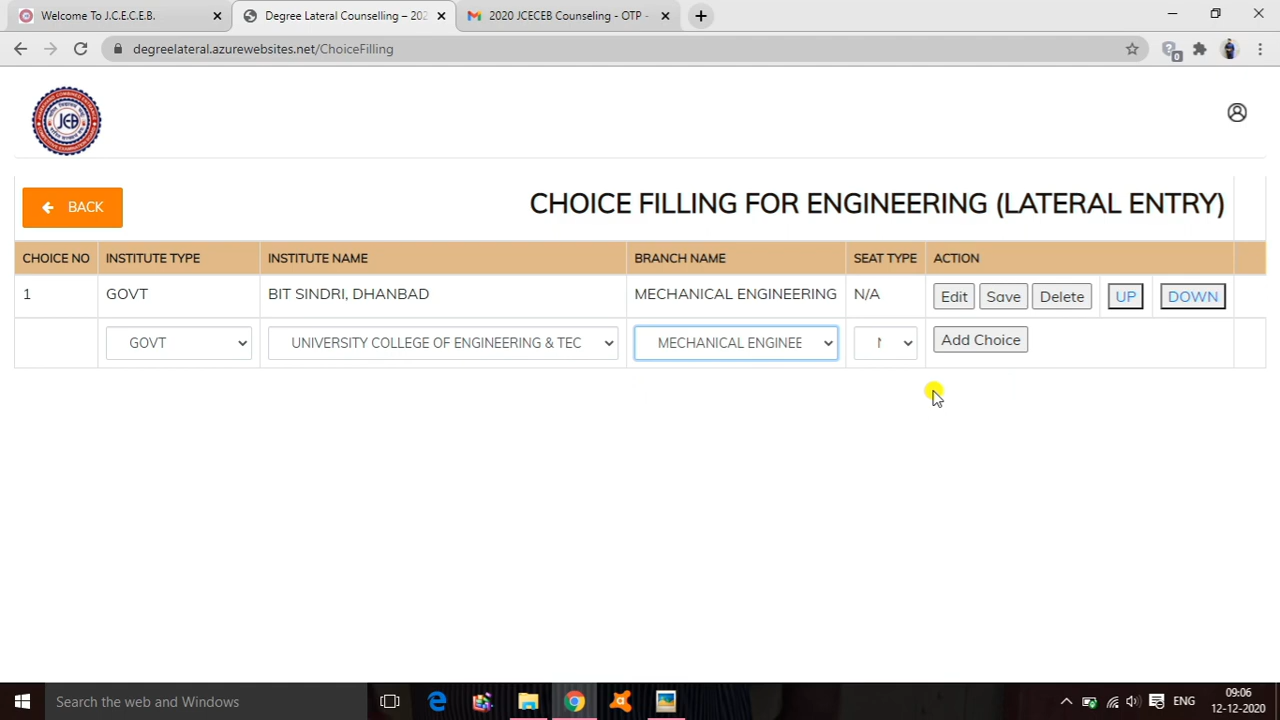 Welcome To J.C.E.C.E.B.
Degree Lateral Counselling – 202
2020 JCECEB Counseling - OTP -
degreelateral.azurewebsites.net/ChoiceFilling
0
JCEB
BACK
CHOICE FILLING FOR ENGINEERING (LATERAL ENTRY)
CHOICE NO INSTITUTE TYPE INSTITUTE NAME BRANCH NAME SEAT TYPE ACTION
1 GOVT BIT SINDRI, DHANBAD MECHANICAL ENGINEERING N/A Edit Save Delete UP DOWN
GOVT UNIVERSITY COLLEGE OF ENGINEERING & TEC MECHANICAL ENGINEE Add Choice
Search the web and Windows
ENG
09:06
12-12-2020